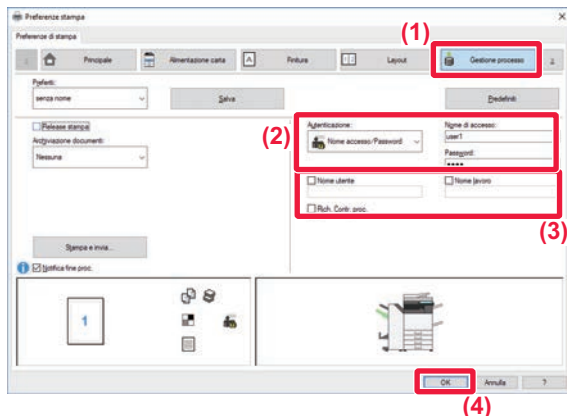 Preferenze stampa
Preferenze di stampa
(1)
Principale
Alimentazione carta
Finitura
Layout
Gestione processo
Preferiti:
senza nome
Salva
Predefiniti
Release stampa
Archiviazione documenti:
Nessuna
(2)
Autenticazione:
Nome accesso/Password
Nome di accesso:
user1
Password:
••••
Nome utente
Nome lavoro
Rich. Contr. proc.
(3)
Stampa e invia...
Notifica fine proc.
1
OK
Annulla
?
(4)